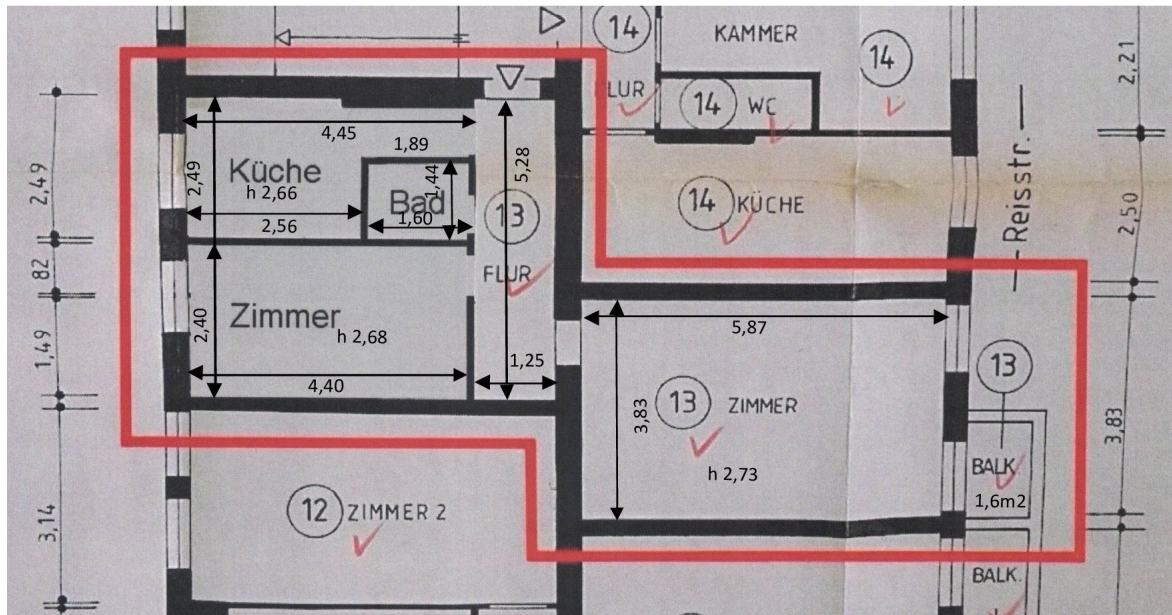 14
KAMMER
14
2,21
FLUR
14
WC
4,45
1,89
5,28
2,49
2,49
Küche
h 2,66
1,44
Bad
2,56
1,60
13
14
KÜCHE
Reisstr.
2,50
82
FLUR
2,40
Zimmer
h 2,68
1,49
4,40
1,25
5,87
13
3,83
13
ZIMMER
3,83
h 2,73
BALK.
1,6m2
3,14
12
ZIMMER 2
BALK.